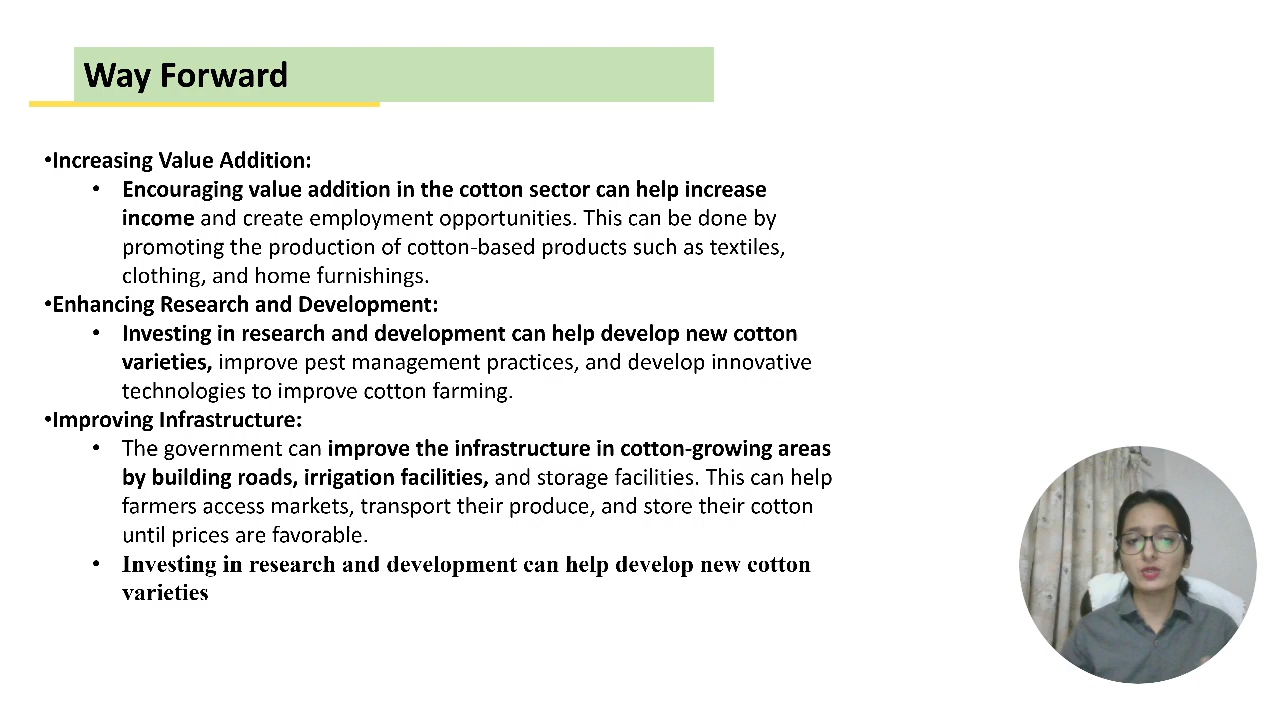 Way Forward
•Increasing Value Addition:
• Encouraging value addition in the cotton sector can help increase
income and create employment opportunities. This can be done by
promoting the production of cotton-based products such as textiles,
clothing, and home furnishings.
•Enhancing Research and Development:
• Investing in research and development can help develop new cotton
varieties, improve pest management practices, and develop innovative
technologies to improve cotton farming.
•Improving Infrastructure:
• The government can improve the infrastructure in cotton-growing areas
by building roads, irrigation facilities, and storage facilities. This can help
farmers access markets, transport their produce, and store their cotton
until prices are favorable.
• Investing in research and development can help develop new cotton
varieties